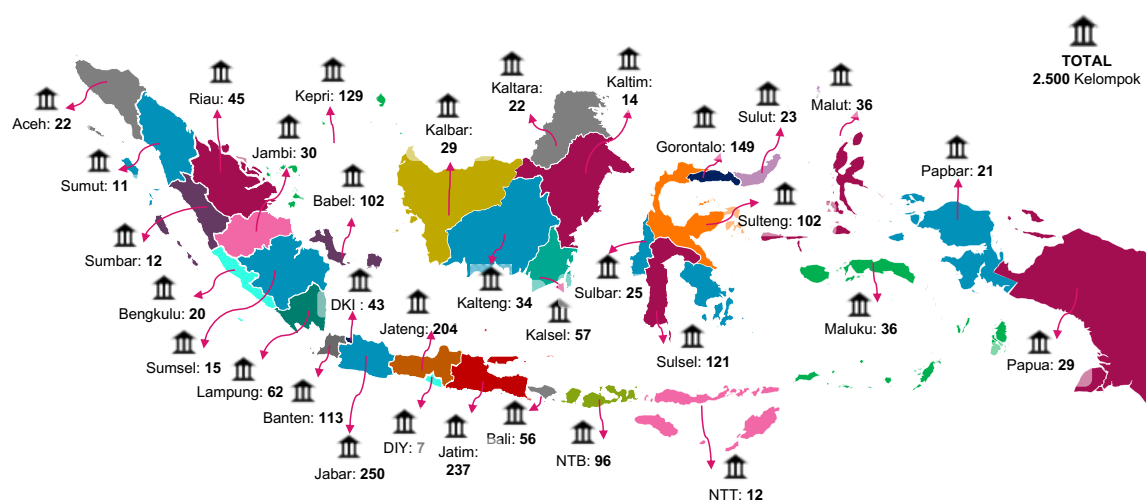 TOTAL
2.500 Kelompok
Aceh: 22
Riau: 45
Kepri: 129
Kaltara:
22
Kaltim:
14
Malut: 36
Sulut: 23
Kalbar:
29
Jambi: 30
Gorontalo: 149
Sumut: 11
Babel:
102
Papbar: 21
Sulteng: 102
Sumbar: 12
Bengkulu: 20
DKI : 43
Kalteng: 34
Sulbar:
25
Kalsel:
57
Maluku: 36
Jateng: 204
Sumsel:
15
Lampung: 62
Sulsel: 121
Papua: 29
Banten: 113
DIY: 7
Jatim:
237
Bali: 56
NTB: 96
Jabar: 250
NTT: 12